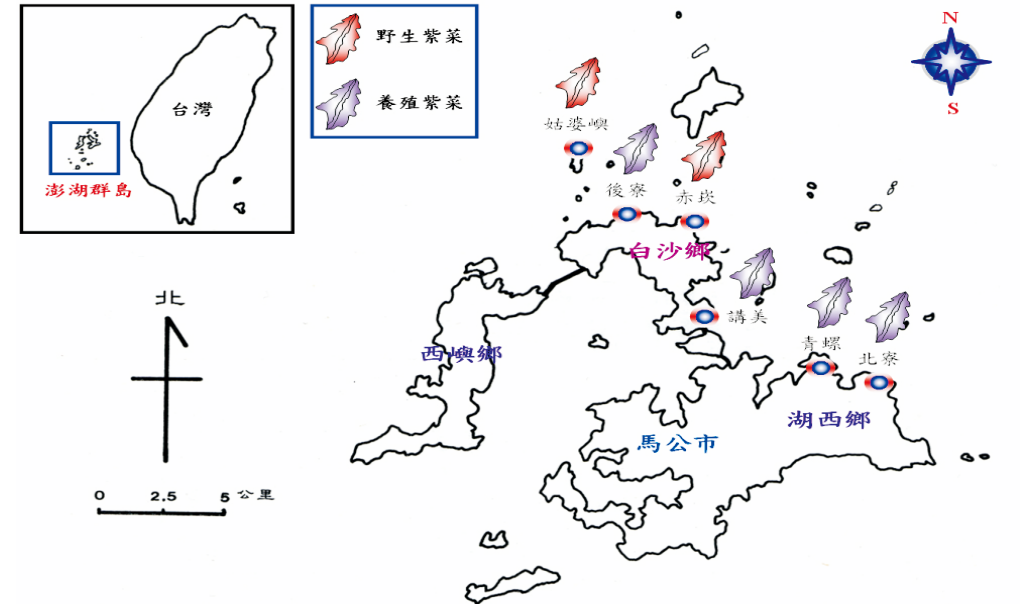 野生紫菜
養殖紫菜
台灣
澎湖群島
N
S
姑婆嶼
後寮
赤崁
白沙鄉
講美
青螺
北寮
西嶼鄉
湖西鄉
馬公市
北
0 2.5 5 公里